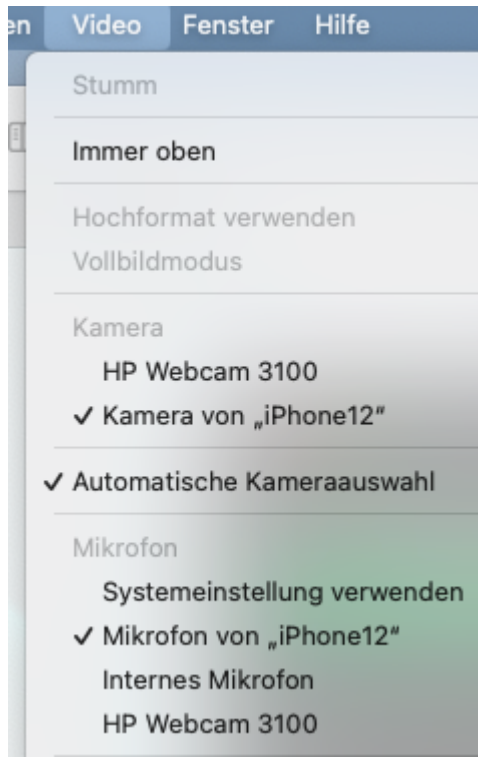 en Video Fenster Hilfe
Stumm
Immer oben
Hochformat verwenden
Vollbildmodus
Kamera
HP Webcam 3100
✓ Kamera von „iPhone12“
✓ Automatische Kameraauswahl
Mikrofon
Systemeinstellung verwenden
✓ Mikrofon von „iPhone12“
Internes Mikrofon
HP Webcam 3100